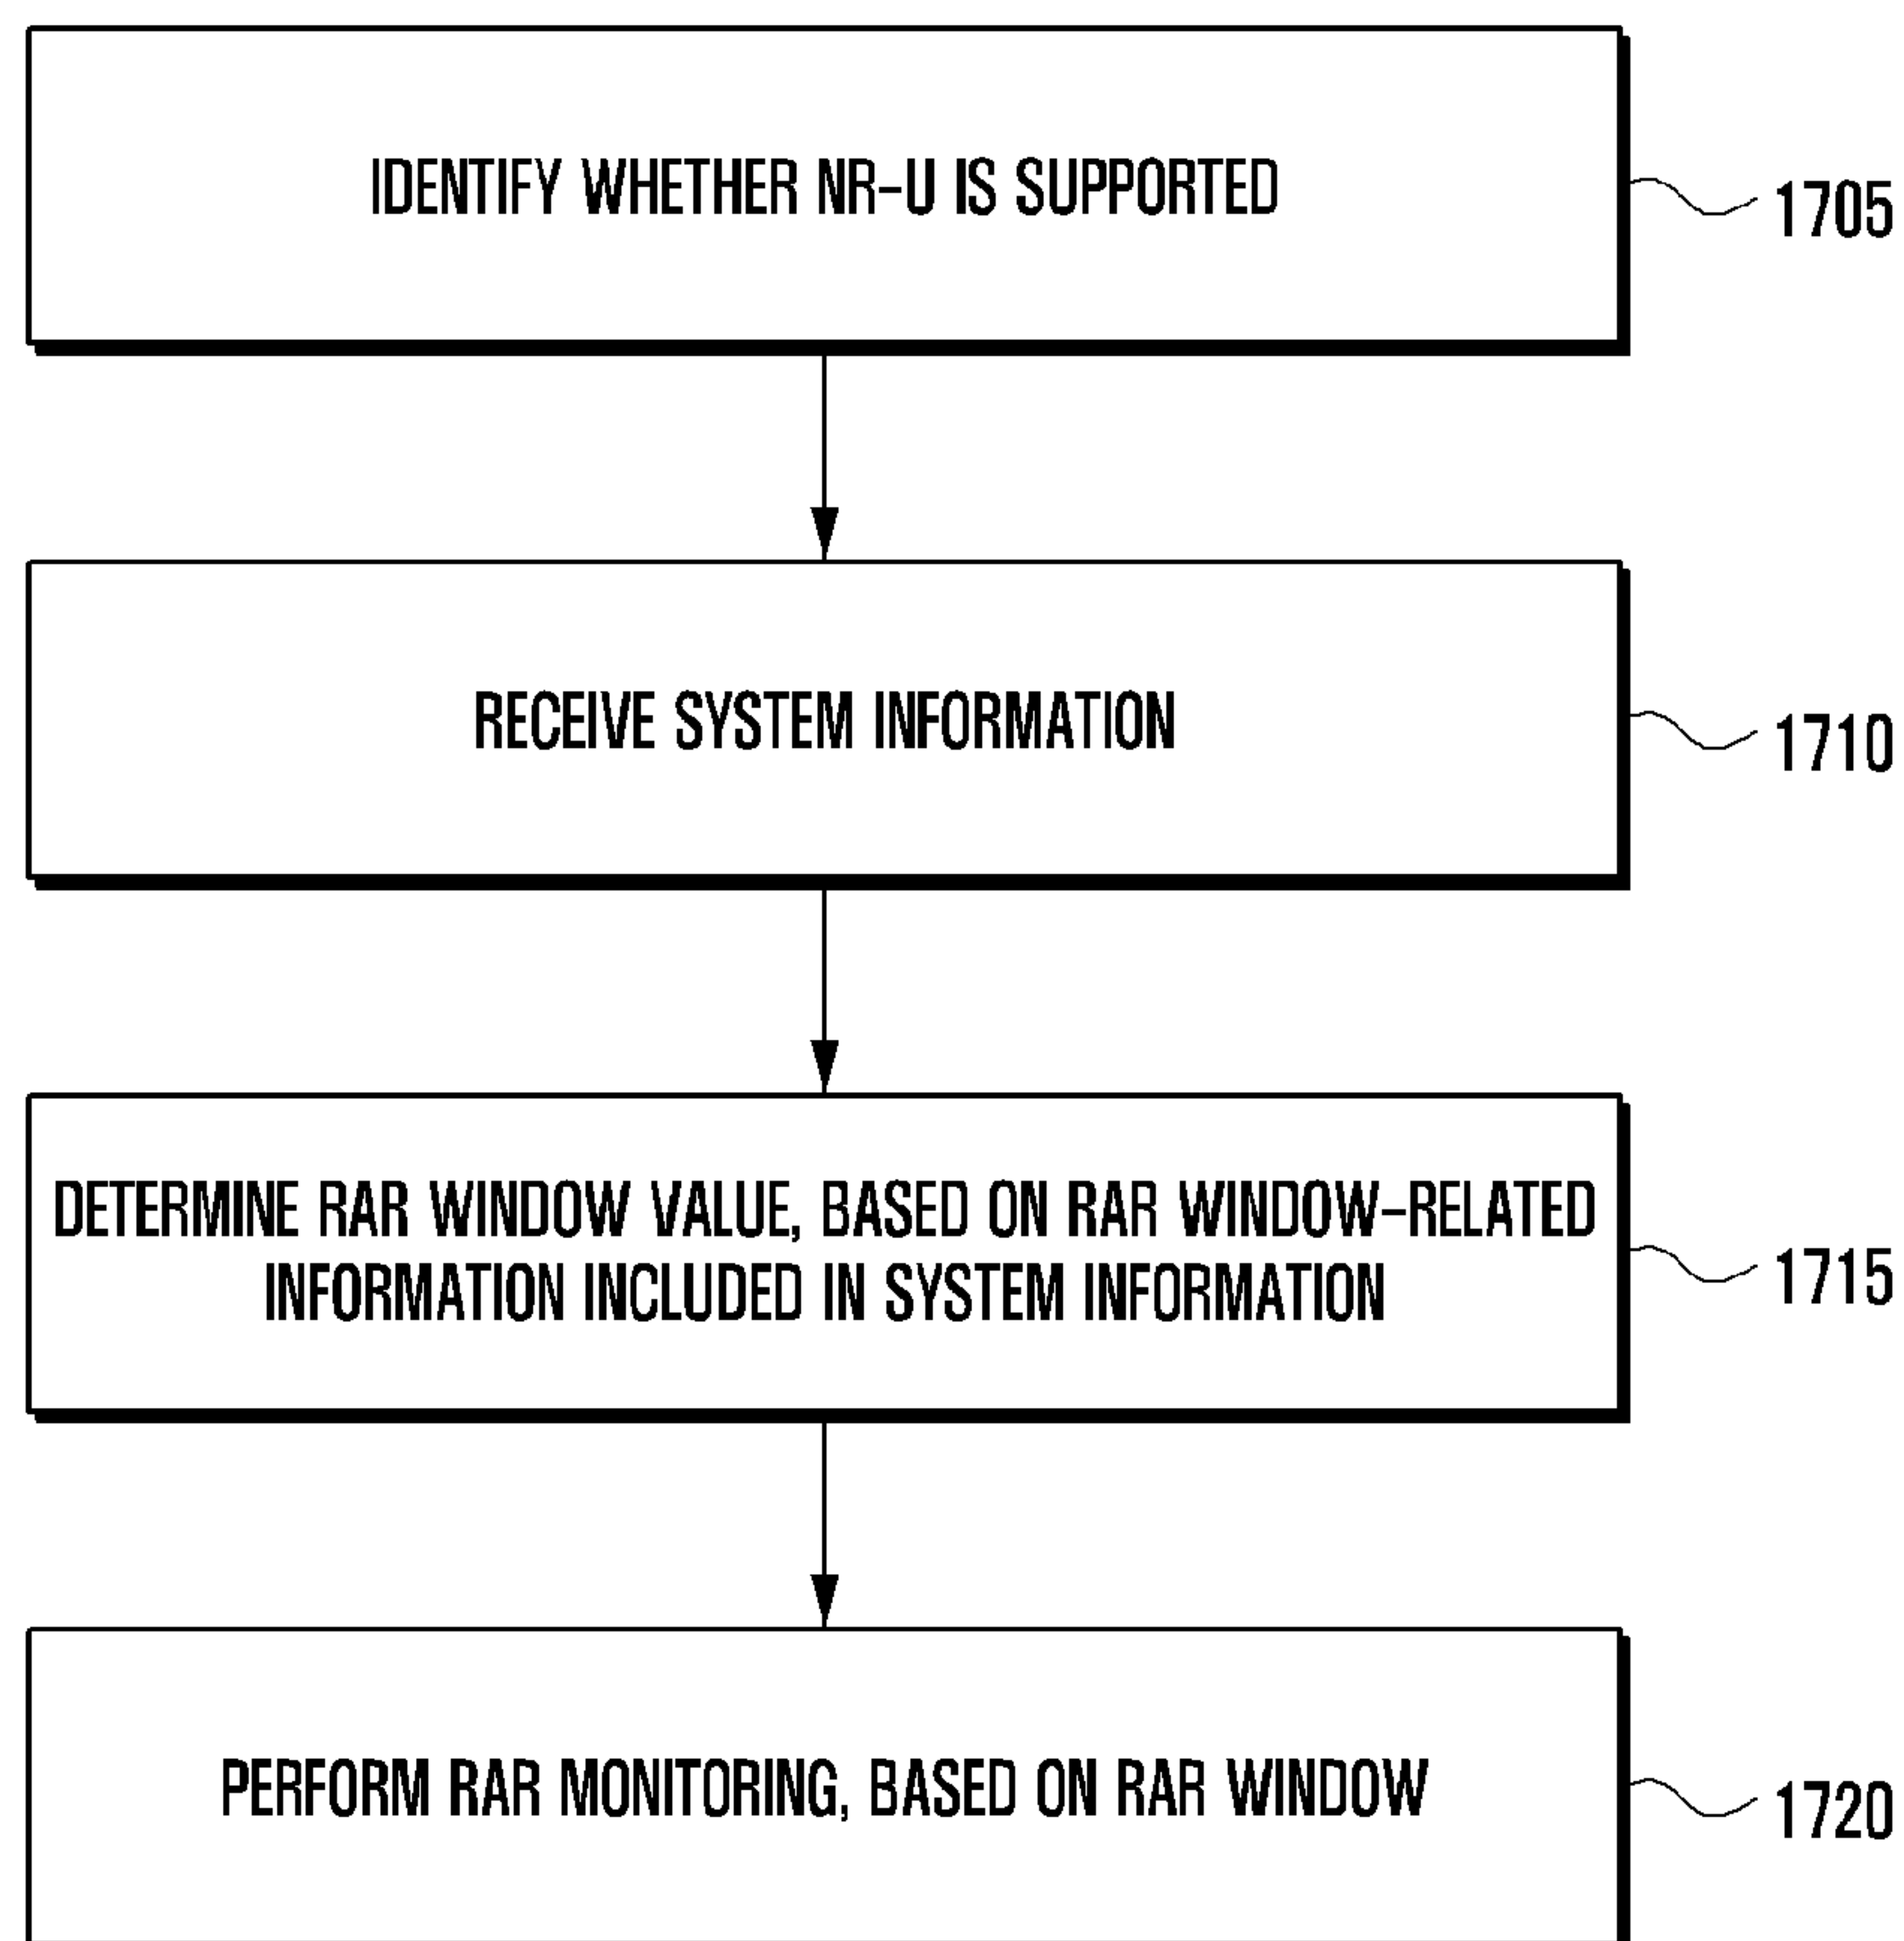 IDENTIFY WHETHER NR-U IS SUPPORTED
1705
RECEIVE SYSTEM INFORMATION
1710
DETERMINE RAR WINDOW VALUE, BASED ON RAR WINDOW-RELATED
INFORMATION INCLUDED IN SYSTEM INFORMATION
1715
PERFORM RAR MONITORING, BASED ON RAR WINDOW
1720